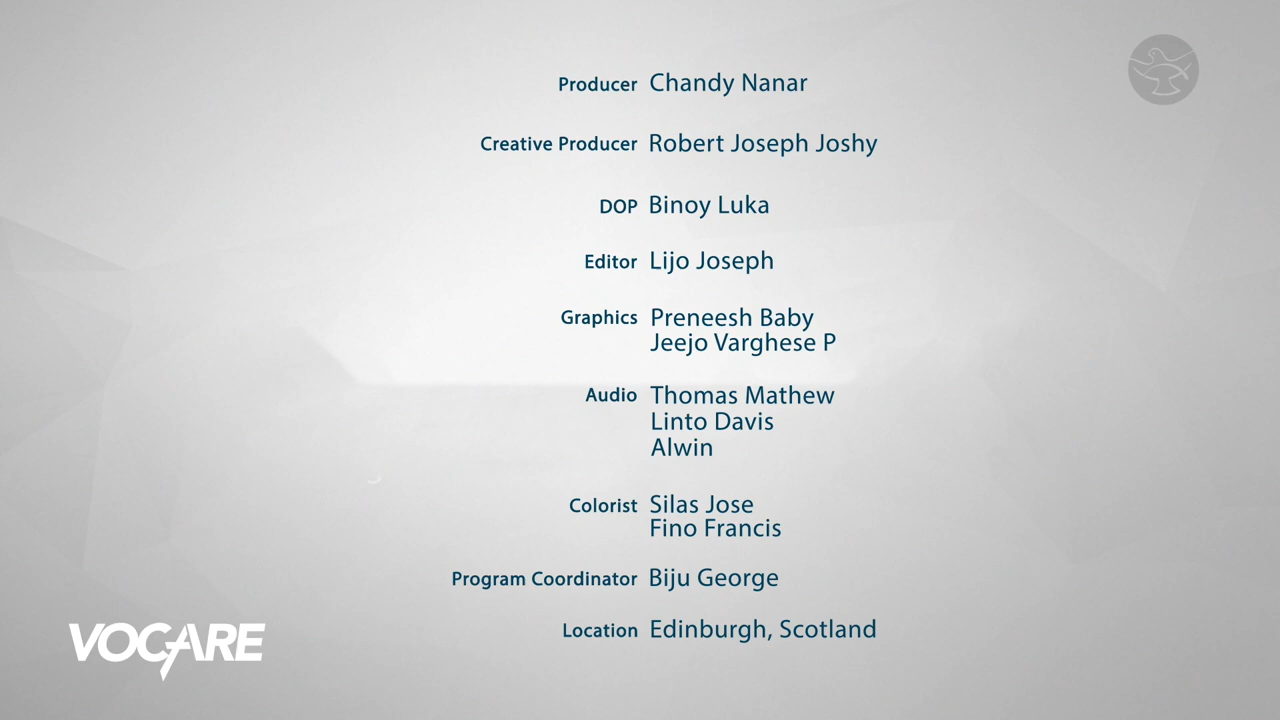 Producer Chandy Nanar
Creative Producer Robert Joseph Joshy
DOP Binoy Luka
Editor Lijo Joseph
Graphics Preneesh Baby
Jeejo Varghese P
Audio Thomas Mathew
Linto Davis
Alwin
Colorist Silas Jose
Fino Francis
Program Coordinator Biju George
Location Edinburgh, Scotland
VOCARE